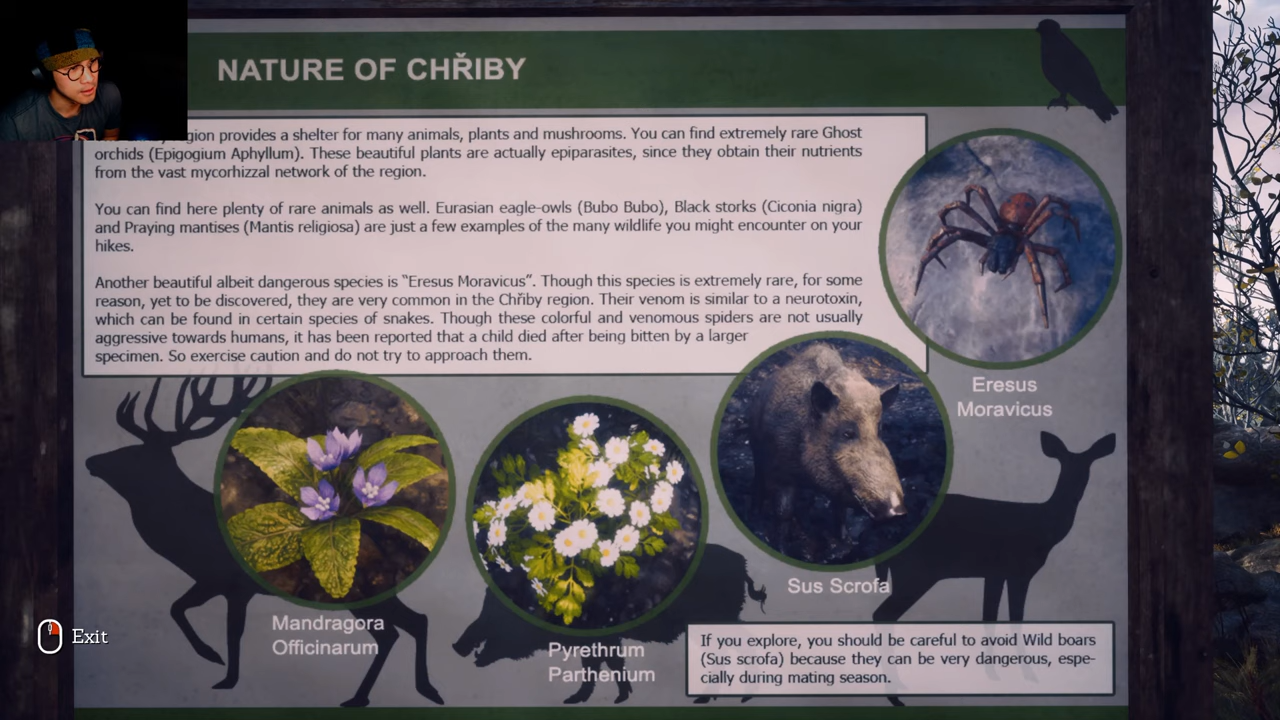 NATURE OF CHŘIBY
provides a shelter for many animals, plants and mushrooms. You can find extremely rare Ghost
orchids (Epigogium Aphyllum). These beautiful plants are actually epiparasites, since they obtain their nutrients
from the vast mycorhizzal network of the region.
You can find here plenty of rare animals as well. Eurasian eagle-owls (Bubo Bubo), Black storks (Ciconia nigra)
and Praying mantises (Mantis religiosa) are just a few examples of the many wildlife you might encounter on your
hikes.
Another beautiful albeit dangerous species is “Eresus Moravicus”. Though this species is extremely rare, for some
reason, yet to be discovered, they are very common in the Chřiby region. Their venom is similar to a neurotoxin,
which can be found in certain species of snakes. Though these colorful and venomous spiders are not usually
aggressive towards humans, it has been reported that a child died after being bitten by a larger
specimen. So exercise caution and do not try to approach them.
Eresus
Moravicus
Sus Scrofa
Mandragora
Officinarum
Pyrethrum
Parthenium
If you explore, you should be careful to avoid Wild boars
(Sus scrofa) because they can be very dangerous, espe-
cially during mating season.
Exit